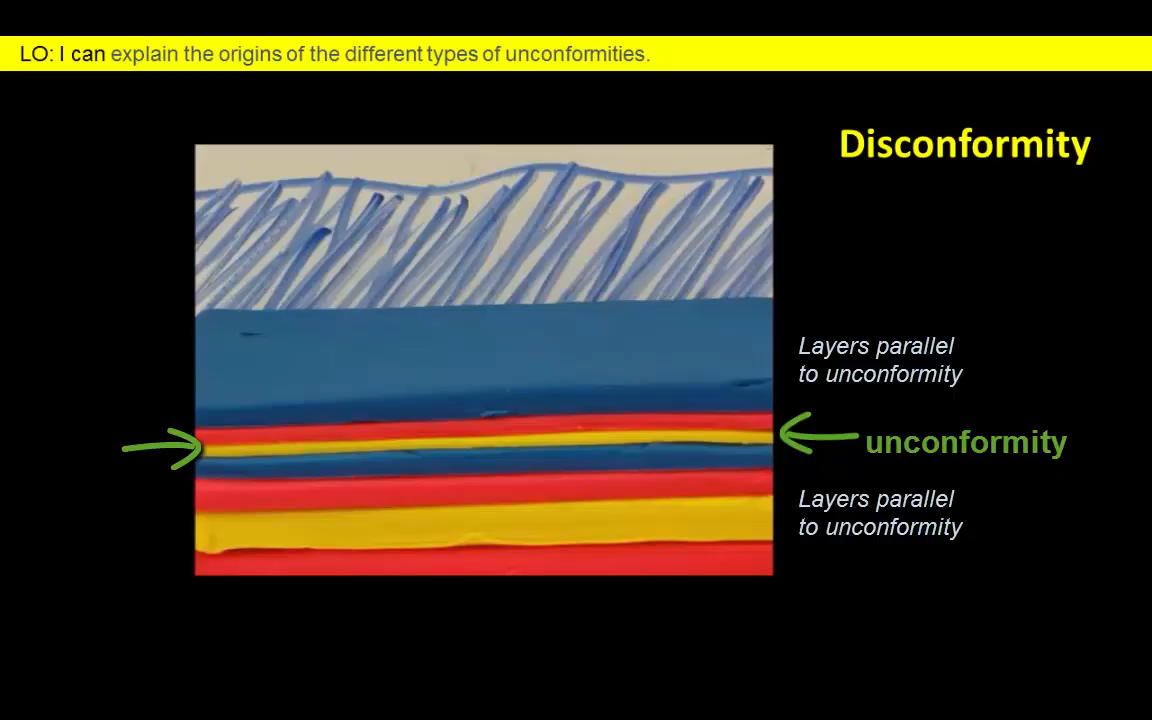 LO: I can explain the origins of the different types of unconformities.
Disconformity
Layers parallel
to unconformity
unconformity
Layers parallel
to unconformity